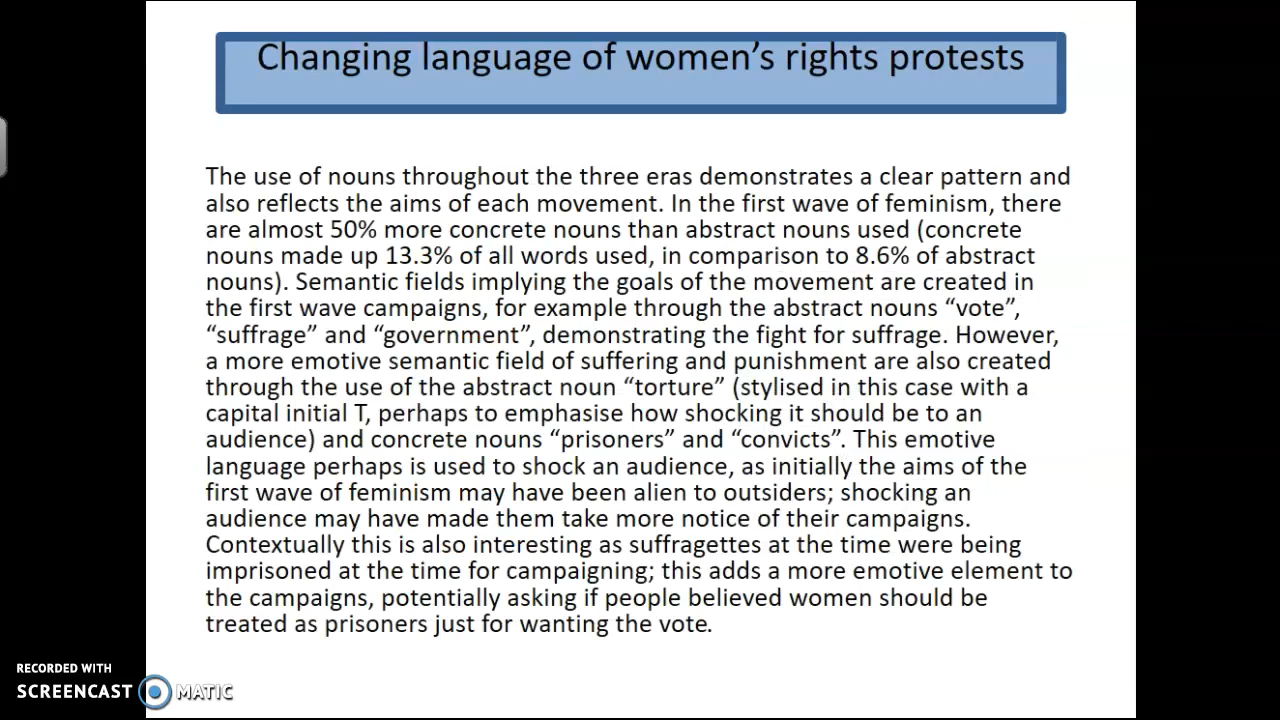 Changing language of women’s rights protests
The use of nouns throughout the three eras demonstrates a clear pattern and
also reflects the aims of each movement. In the first wave of feminism, there
are almost 50% more concrete nouns than abstract nouns used (concrete
nouns made up 13.3% of all words used, in comparison to 8.6% of abstract
nouns). Semantic fields implying the goals of the movement are created in
the first wave campaigns, for example through the abstract nouns “vote”,
“suffrage” and “government”, demonstrating the fight for suffrage. However,
a more emotive semantic field of suffering and punishment are also created
through the use of the abstract noun “torture” (stylised in this case with a
capital initial T, perhaps to emphasise how shocking it should be to an
audience) and concrete nouns “prisoners” and “convicts”. This emotive
language perhaps is used to shock an audience, as initially the aims of the
first wave of feminism may have been alien to outsiders; shocking an
audience may have made them take more notice of their campaigns.
Contextually this is also interesting as suffragettes at the time were being
imprisoned at the time for campaigning; this adds a more emotive element to
the campaigns, potentially asking if people believed women should be
treated as prisoners just for wanting the vote.
RECORDED WITH
SCREENCAST MATIC